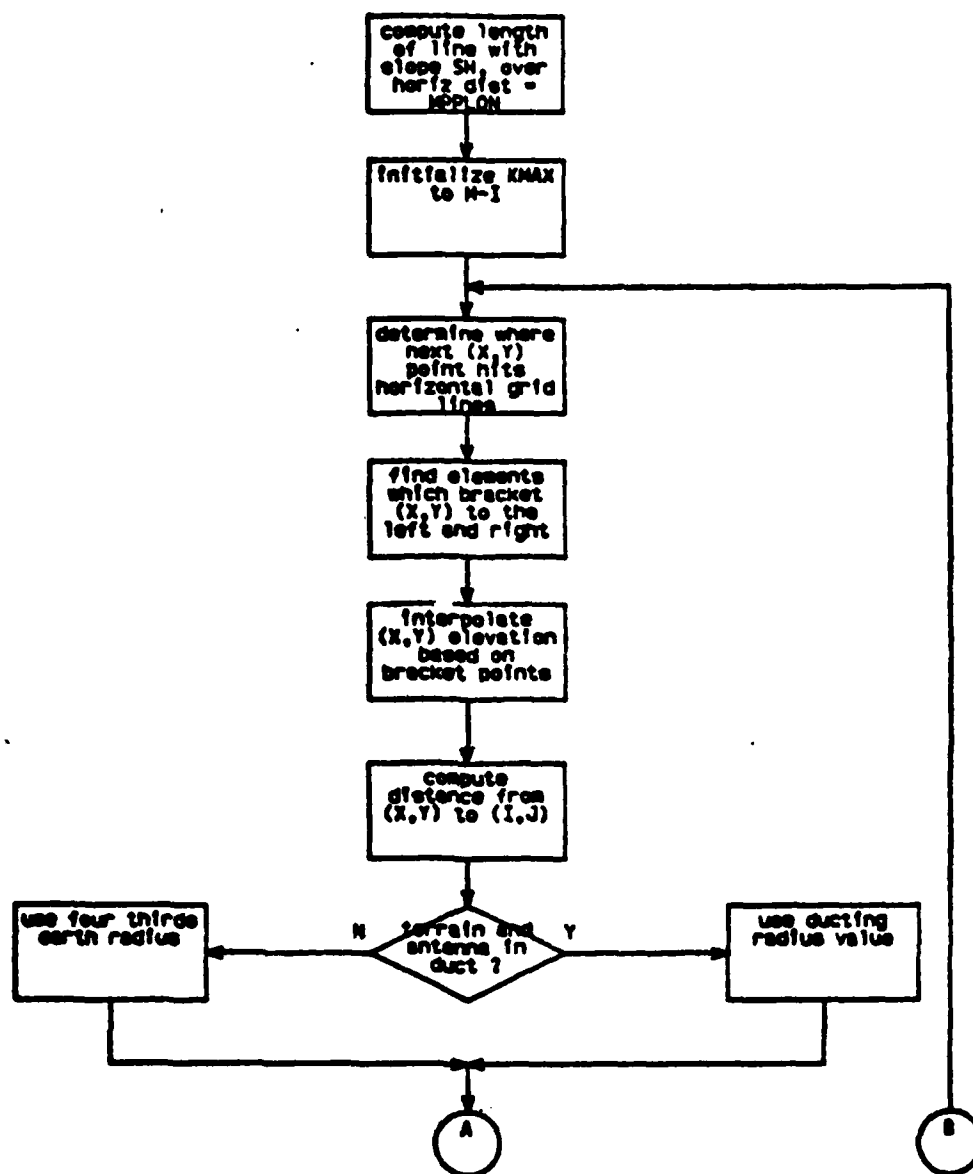 compute length
of line with
slope SN, over
horiz dist =
MPPLON
initialize KMAX
to M-I
determine where
next (X,Y)
point hits
horizontal grid
lines
find elements
which bracket
(X,Y) to the
left and right
interpolate
(X,Y) elevation
based on
bracket points
compute
distance from
(X,Y) to (I,J)
use four thirds
earth radius
N
terrain and
antenna in
duct ?
Y
use ducting
radius value
A
B